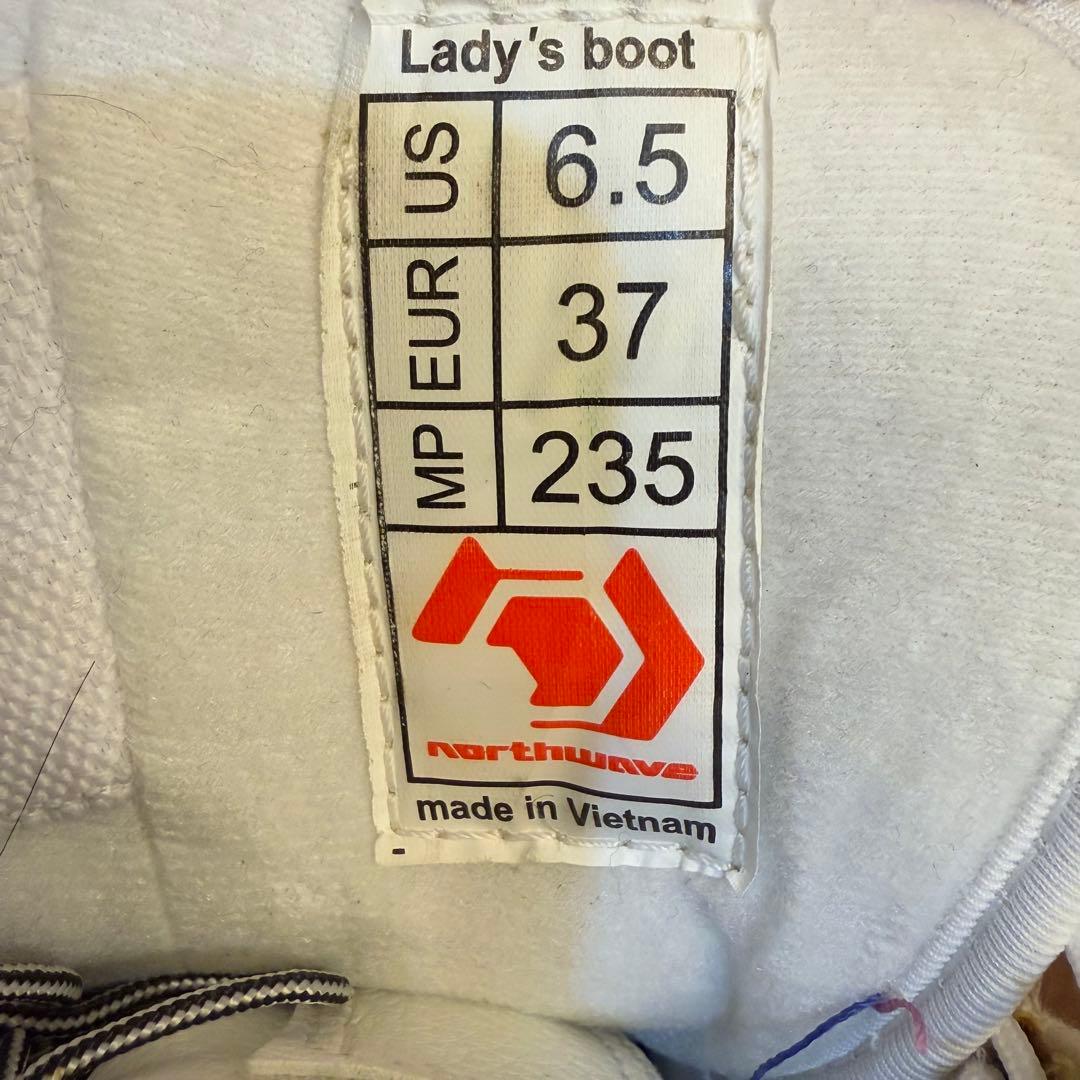 Lady's boot
US 6.5
EUR 37
MP 235
northwave
made in Vietnam